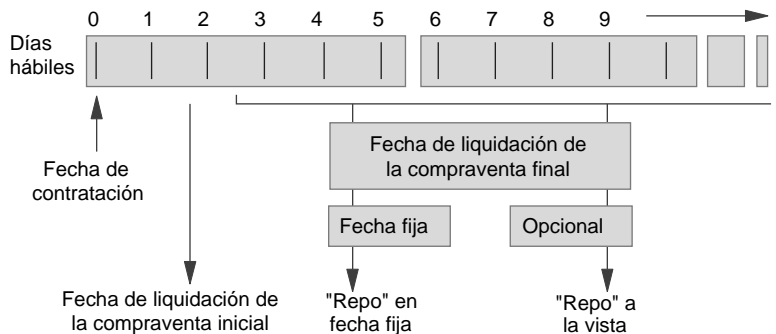 0 1 2 3 4 5 6 7 8 9
Días
hábiles
Fecha de
contratación
Fecha de liquidación de
la compraventa final
Fecha fija
Opcional
Fecha de liquidación de
la compraventa inicial
"Repo" en
fecha fija
"Repo" a
la vista